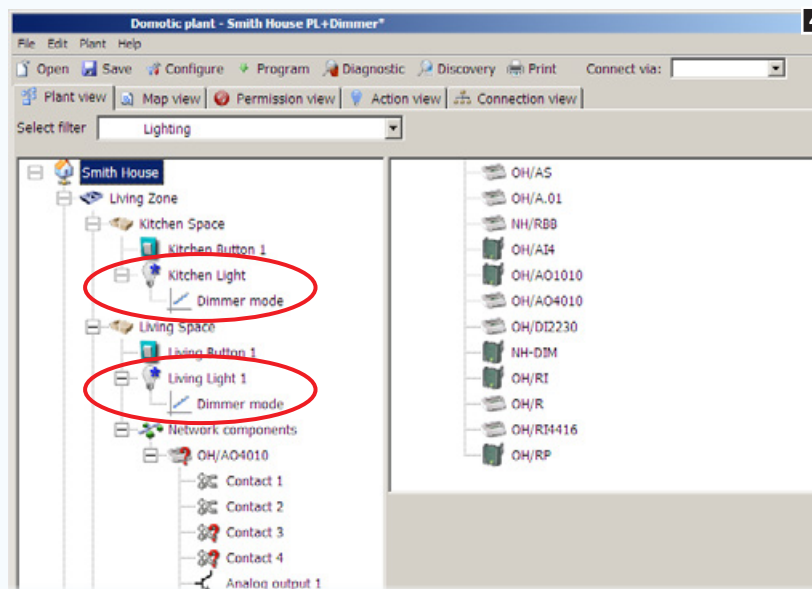 Domotic plant - Smith House PL+Dimmer*
File Edit Plant Help
Open Save Configure Program Diagnostic Discovery Print Connect via:
Plant view Map view Permission view Action view Connection view
Select filter Lighting
Smith House
Living Zone
Kitchen Space
Kitchen Button 1
Kitchen Light
Dimmer mode
Living Space
Living Button 1
Living Light 1
Dimmer mode
Network components
OH/AO4010
Contact 1
Contact 2
Contact 3
Contact 4
Analog output 1
OH/AS
OH/A.01
NH/RBB
OH/AI4
OH/AO1010
OH/AO4010
OH/DI2230
NH-DIM
OH/RI
OH/R
OH/RI4416
OH/RP